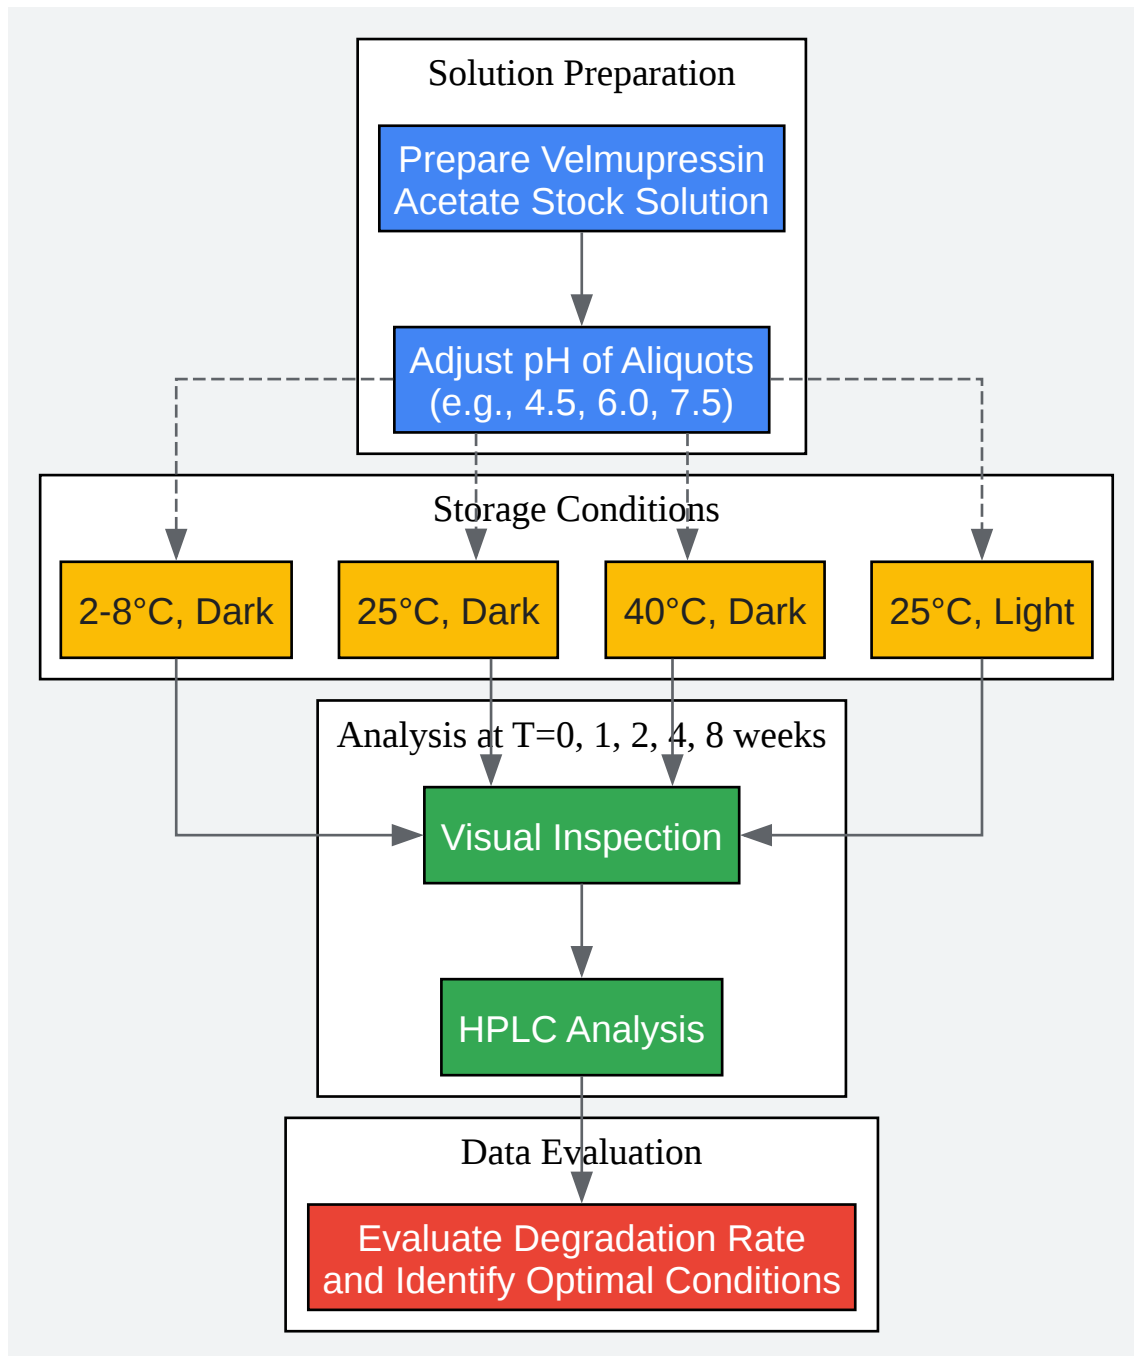 Solution Preparation
Prepare Velmupressin
Acetate Stock Solution
Adjust pH of Aliquots
(e.g., 4.5, 6.0, 7.5)
Storage Conditions
2-8°C, Dark
25°C, Dark
40°C, Dark
25°C, Light
Analysis at T=0, 1, 2, 4, 8 weeks
Visual Inspection
HPLC Analysis
Data Evaluation
Evaluate Degradation Rate
and Identify Optimal Conditions